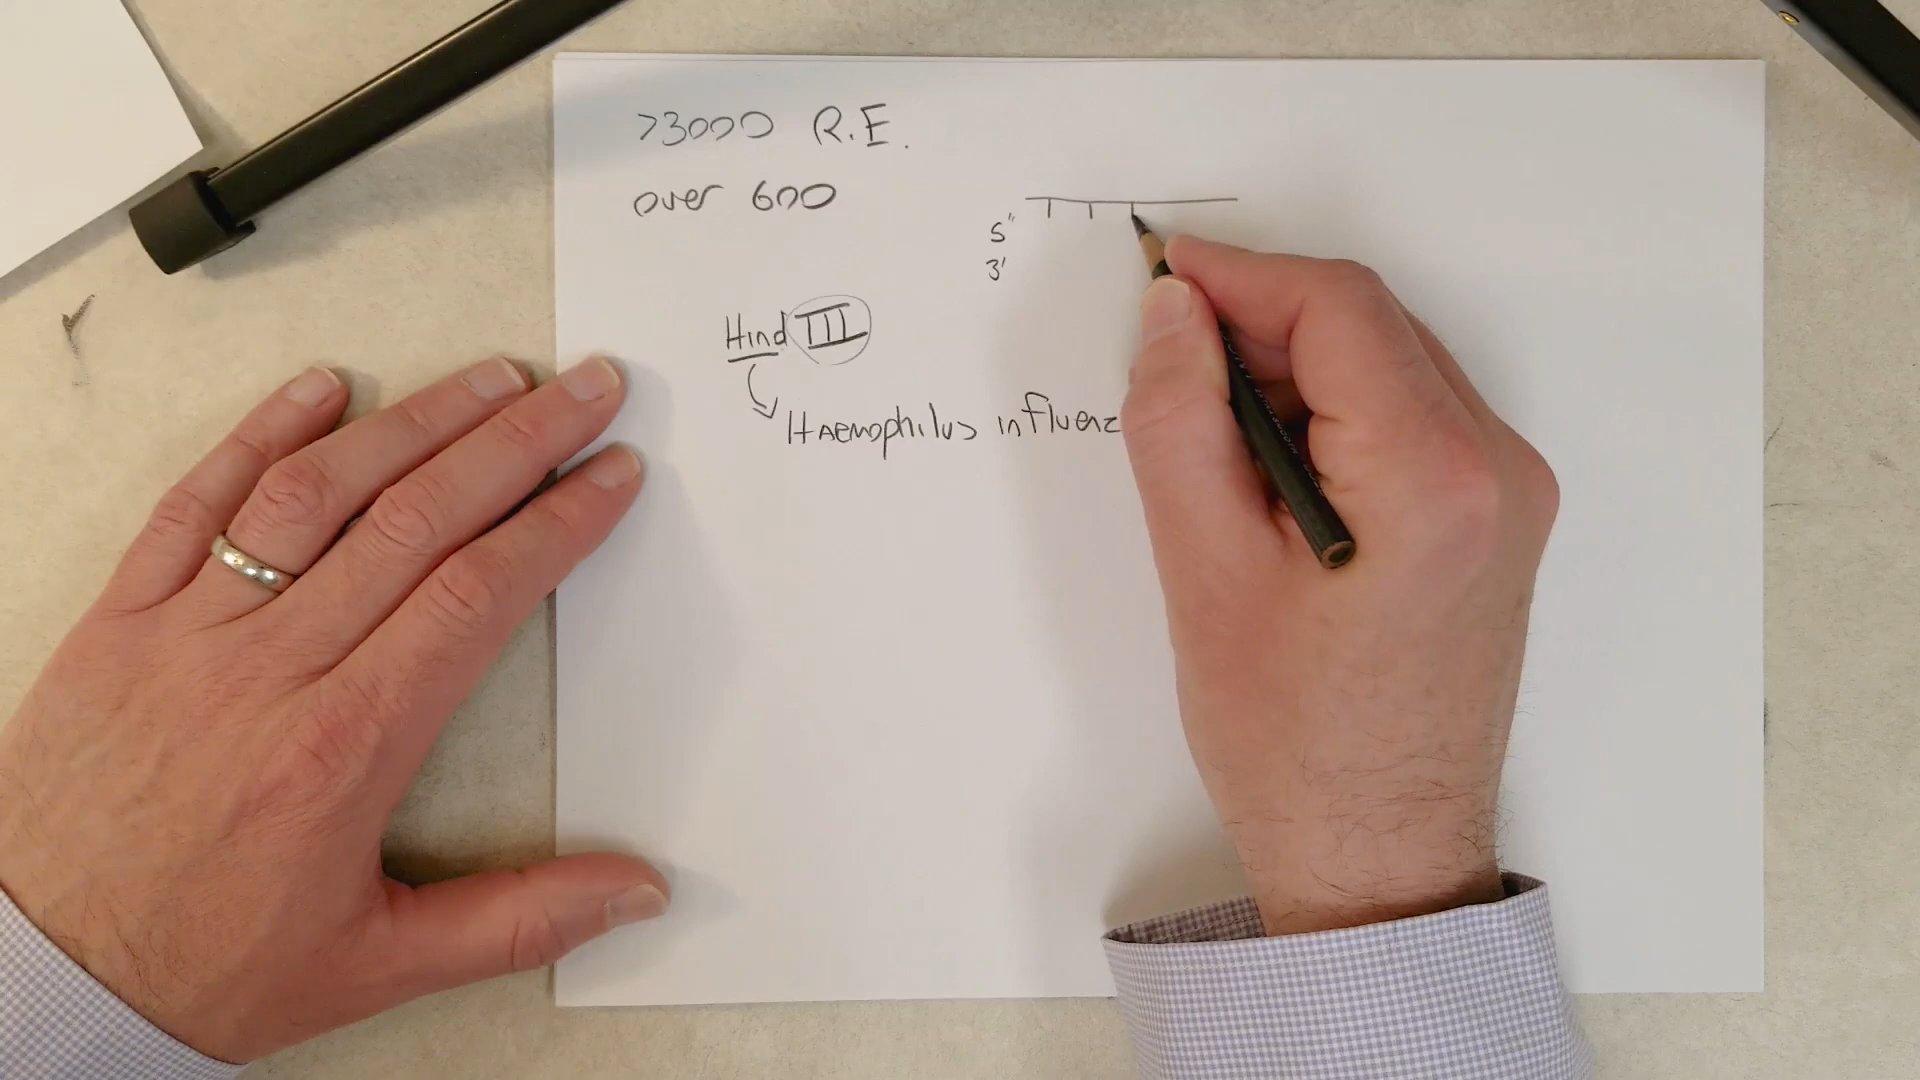 >3000 R.E.
over 600
5"
3'
Hind III
Haemophilus influenz